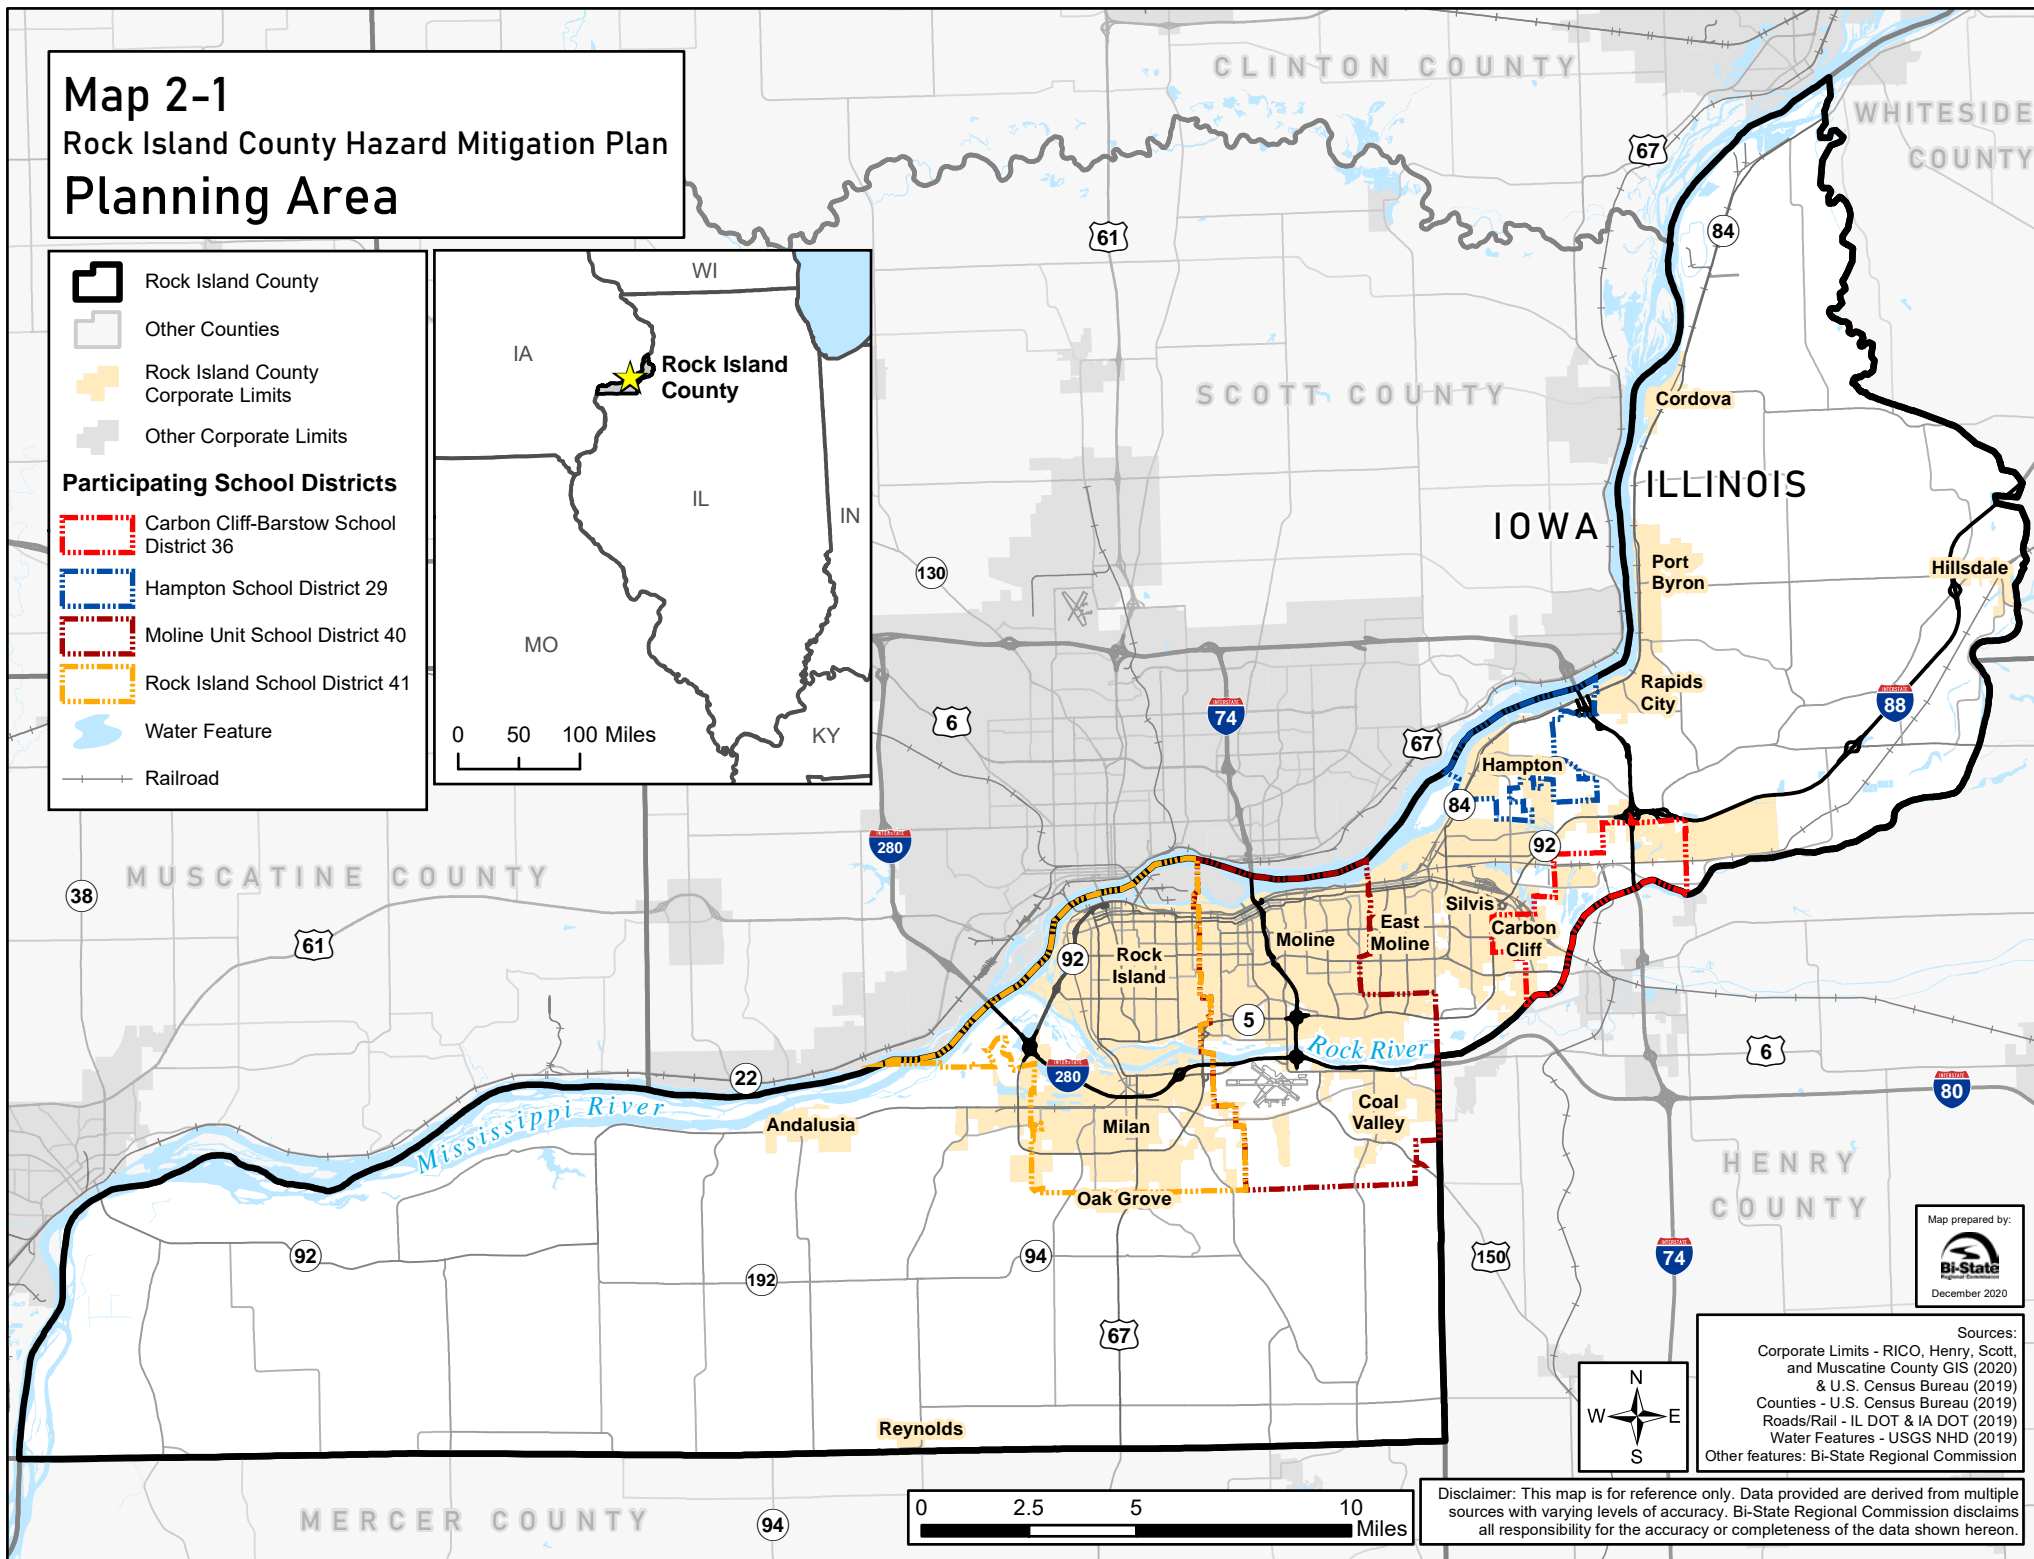 Map 2-1
Rock Island County Hazard Mitigation Plan
Planning Area
Rock Island County
Other Counties
Rock Island County
Corporate Limits
Other Corporate Limits
Participating School Districts
Carbon Cliff-Barstow School
District 36
Hampton School District 29
Moline Unit School District 40
Rock Island School District 41
Water Feature
Railroad
WI
IA
Rock Island
County
IL
IN
MO
KY
0 50 100 Miles
CLINTON COUNTY
WHITESIDE
COUNTY
67
84
61
SCOTT COUNTY
Cordova
ILLINOIS
IOWA
Port
Byron
Hillsdale
130
Rapids
City
INTERSTATE
88
6
INTERSTATE
74
67
Hampton
84
92
INTERSTATE
280
MUSCATINE COUNTY
38
61
Silvis
Carbon
Cliff
East
Moline
Moline
Rock
Island
92
5
Rock River
6
INTERSTATE
280
INTERSTATE
80
22
Mississippi River
Andalusia
Milan
Coal
Valley
HENRY
COUNTY
Oak Grove
92
192
94
150
INTERSTATE
74
67
Reynolds
MERCER COUNTY
94
0 2.5 5 10
Miles
N
W E
S
Map prepared by:
Bi-State
Regional Commission
December 2020
Sources:
Corporate Limits - RICO, Henry, Scott,
and Muscatine County GIS (2020)
& U.S. Census Bureau (2019)
Counties - U.S. Census Bureau (2019)
Roads/Rail - IL DOT & IA DOT (2019)
Water Features - USGS NHD (2019)
Other features: Bi-State Regional Commission
Disclaimer: This map is for reference only. Data provided are derived from multiple
sources with varying levels of accuracy. Bi-State Regional Commission disclaims
all responsibility for the accuracy or completeness of the data shown hereon.